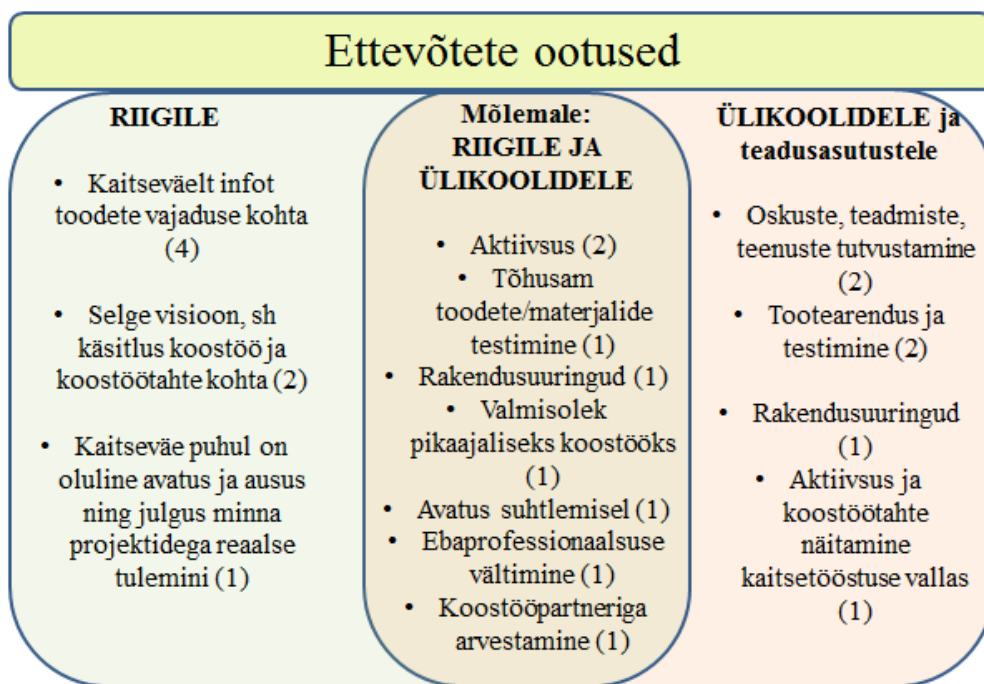 Ettevõtete ootused
RIIGILE
• Kaitseväelt infot
toodete vajaduse kohta
(4)
• Selge visioon, sh
käsitlus koostöö ja
koostöötahte kohta (2)
• Kaitseväe puhul on
oluline avatus ja ausus
ning julgus minna
projektidega reaalse
tulemini (1)
Mõlemale:
RIIGILE JA
ÜLIKOOLIDELE
• Aktiivsus (2)
• Tõhusam
toodete/materjalide
testimine (1)
• Rakendusuuringud (1)
• Valmisolek
pikaajaliseks koostööks
(1)
• Avatus suhtlemisel (1)
• Ebaprofessionaalsuse
vältimine (1)
• Koostööpartneriga
arvestamine (1)
ÜLIKOOLIDELE ja
teadusasutustele
• Oskuste, teadmiste,
teenuste tutvustamine
(2)
• Tootearendus ja
testimine (2)
• Rakendusuuringud
(1)
• Aktiivsus ja
koostöötahte
näitamine
kaitsetööstuse vallas
(1)